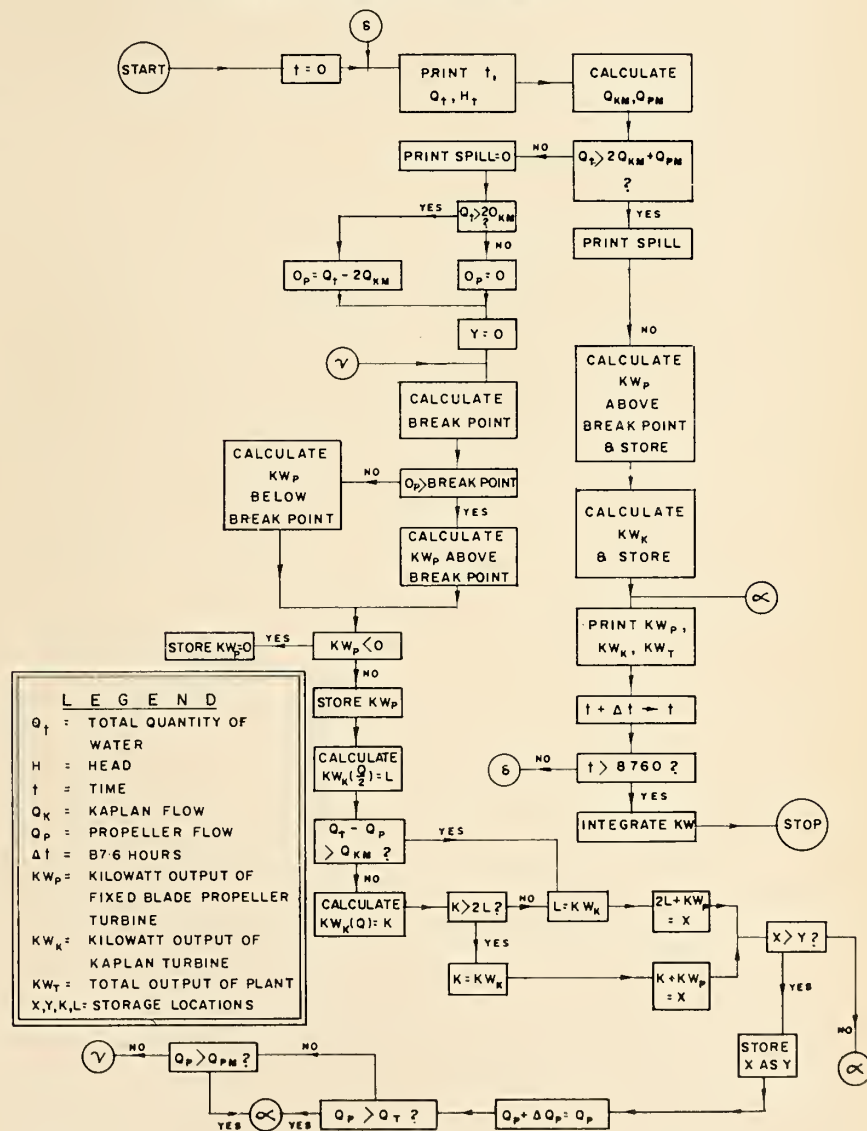 δ
START
t = 0
PRINT t,
Qt, Ht
CALCULATE
QKM, QPM
PRINT SPILL=0
NO
Qt > 2QKM + QPM
?
YES
Qt > 2OKM
?
YES
NO
PRINT SPILL
OP = Qt - 2QKM
OP = 0
Y = 0
NO
γ
CALCULATE
KWP
ABOVE
BREAK POINT
& STORE
CALCULATE
BREAK POINT
CALCULATE
KWP
BELOW
BREAK POINT
NO
OP > BREAK POINT
YES
CALCULATE
KWP ABOVE
BREAK POINT
CALCULATE
KWK
& STORE
∝
PRINT KWP,
KWK, KWT
STORE KWP=0
YES
KWP < 0
NO
STORE KWP
t + Δt → t
CALCULATE
KWK(Q/2) = L
δ
NO
t > 8760 ?
YES
INTEGRATE KW
STOP
QT - QP
> QKM ?
YES
NO
CALCULATE
KWK(Q) = K
K > 2L ?
NO
L = KWK
2L + KWP
= X
YES
K = KWK
K + KWP
= X
X > Y ?
YES
NO
∝
STORE
X AS Y
QP + ΔQP = QP
QP > QT ?
NO
YES
∝
YES
QP > QPM ?
NO
γ
LEGEND
Qt = TOTAL QUANTITY OF
WATER
H = HEAD
t = TIME
QK = KAPLAN FLOW
QP = PROPELLER FLOW
Δt = 87·6 HOURS
KWP = KILOWATT OUTPUT OF
FIXED BLADE PROPELLER
TURBINE
KWK = KILOWATT OUTPUT OF
KAPLAN TURBINE
KWT = TOTAL OUTPUT OF PLANT
X,Y,K,L = STORAGE LOCATIONS